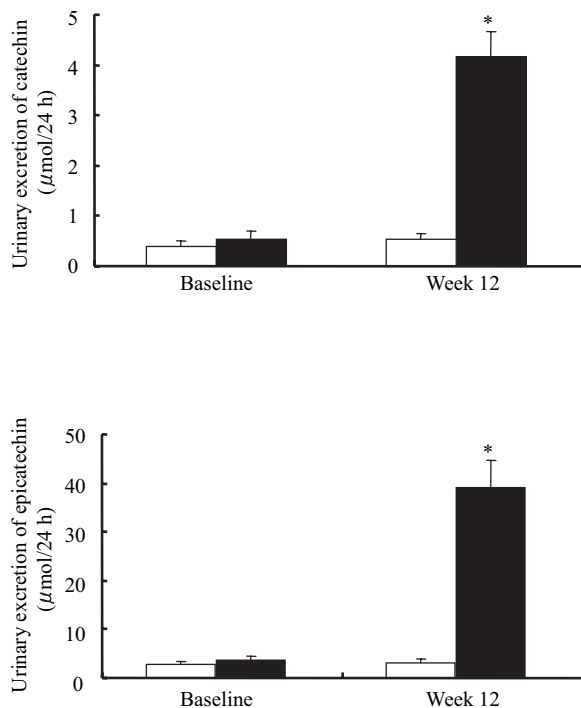 Urinary excretion of catechin
(μmol/24 h)
5
4
3
2
1
0
*
Baseline
Week 12
Urinary excretion of epicatechin
(μmol/24 h)
50
40
30
20
10
0
*
Baseline
Week 12